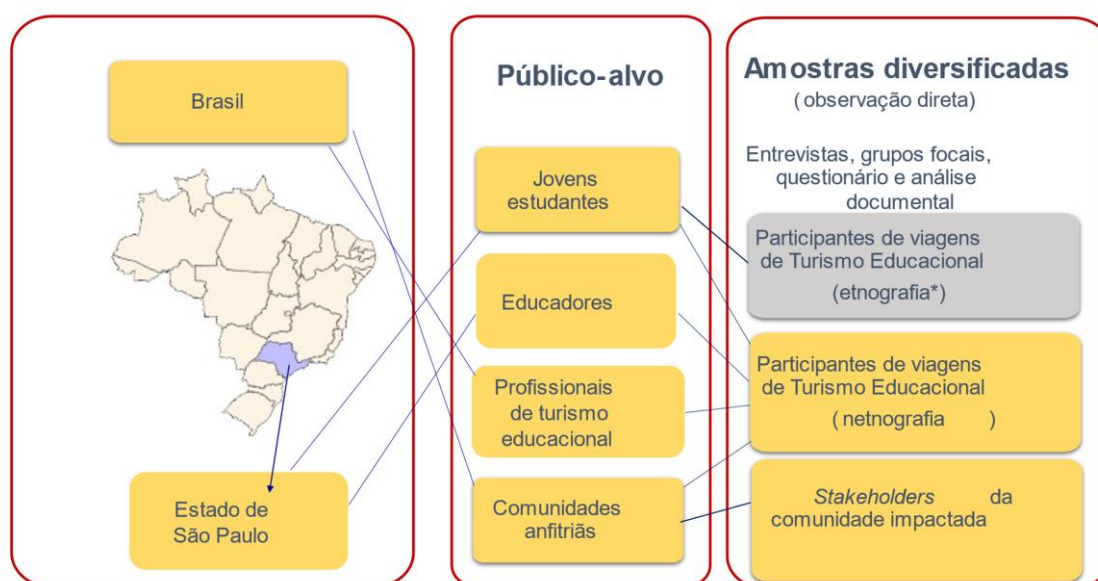 Brasil
Estado de
São Paulo
Público-alvo
Jovens
estudantes
Educadores
Profissionais
de turismo
educacional
Comunidades
anfitriãs
Amostras diversificadas
( observação direta)
Entrevistas, grupos focais,
questionário e análise
documental
Participantes de viagens
de Turismo Educacional
(etnografia*)
Participantes de viagens
de Turismo Educacional
( netnografia )
Stakeholders da
comunidade impactada